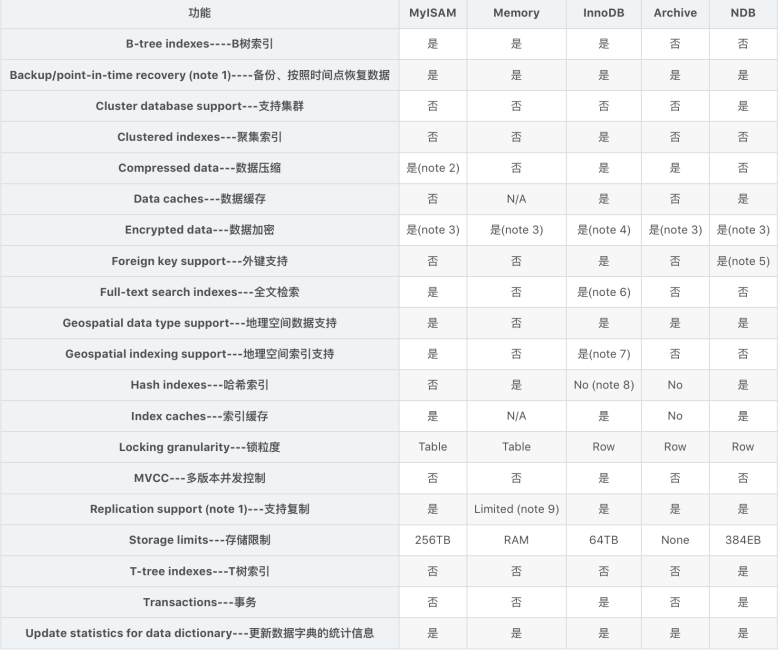 功能 MyISAM Memory InnoDB Archive NDB
B-tree indexes----B树索引 是 是 是 否 否
Backup/point-in-time recovery (note 1)----备份、按照时间点恢复数据 是 是 是 是 是
Cluster database support---支持集群 否 否 否 否 是
Clustered indexes---聚集索引 否 否 是 否 否
Compressed data---数据压缩 是(note 2) 否 是 是 否
Data caches---数据缓存 否 N/A 是 否 是
Encrypted data---数据加密 是(note 3) 是(note 3) 是(note 4) 是(note 3) 是(note 3)
Foreign key support---外键支持 否 否 是 否 是(note 5)
Full-text search indexes---全文检索 是 否 是(note 6) 否 否
Geospatial data type support---地理空间数据支持 是 否 是 是 是
Geospatial indexing support---地理空间索引支持 是 否 是(note 7) 否 否
Hash indexes---哈希索引 否 是 No (note 8) No 是
Index caches---索引缓存 是 N/A 是 No 是
Locking granularity---锁粒度 Table Table Row Row Row
MVCC---多版本并发控制 否 否 是 否 否
Replication support (note 1)---支持复制 是 Limited (note 9) 是 是 是
Storage limits---存储限制 256TB RAM 64TB None 384EB
T-tree indexes---T树索引 否 否 否 否 是
Transactions---事务 否 否 是 否 是
Update statistics for data dictionary---更新数据字典的统计信息 是 是 是 是 是